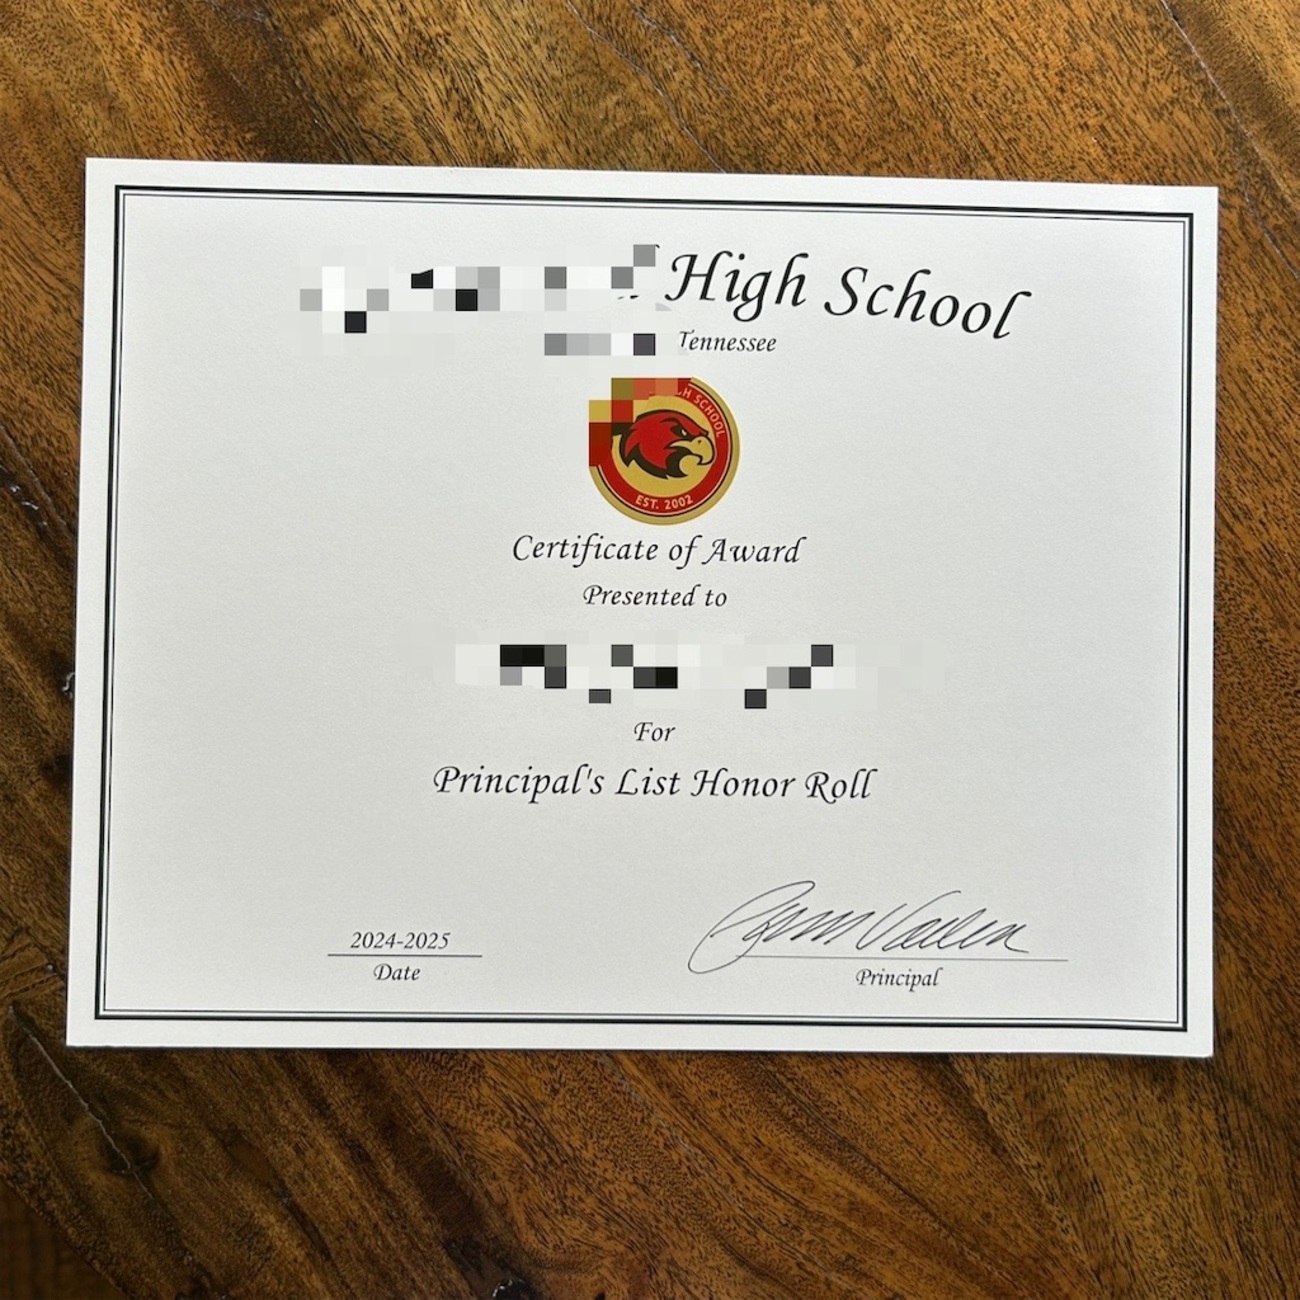 High School
Tennessee
H SCHOOL
EST. 2002
Certificate of Award
Presented to
For
Principal's List Honor Roll
2024-2025
Date
Principal